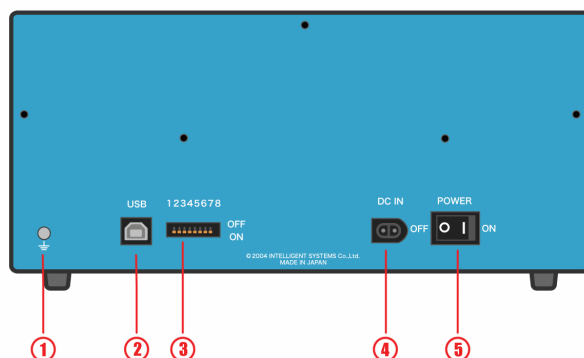 USB
12345678
OFF
ON
DC IN
OFF
POWER
ON
© 2004 INTELLIGENT SYSTEMS Co.,Ltd.
MADE IN JAPAN
1
2
3
4
5